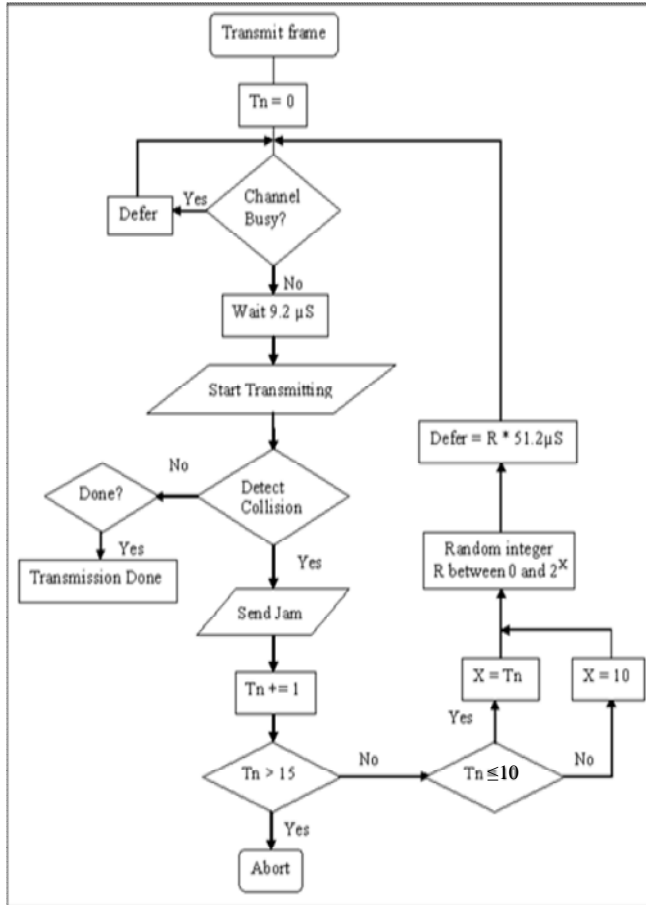 Transmit frame
Tn = 0
Channel
Busy?
Yes
Defer
No
Wait 9.2 µS
Start Transmitting
Defer = R * 51.2µS
No
Done?
Detect
Collision
Yes
Transmission Done
Yes
Random integer
R between 0 and 2^X
Send Jam
Tn += 1
X = Tn
X = 10
Yes
Tn > 15
No
Tn ≤10
No
Yes
Abort